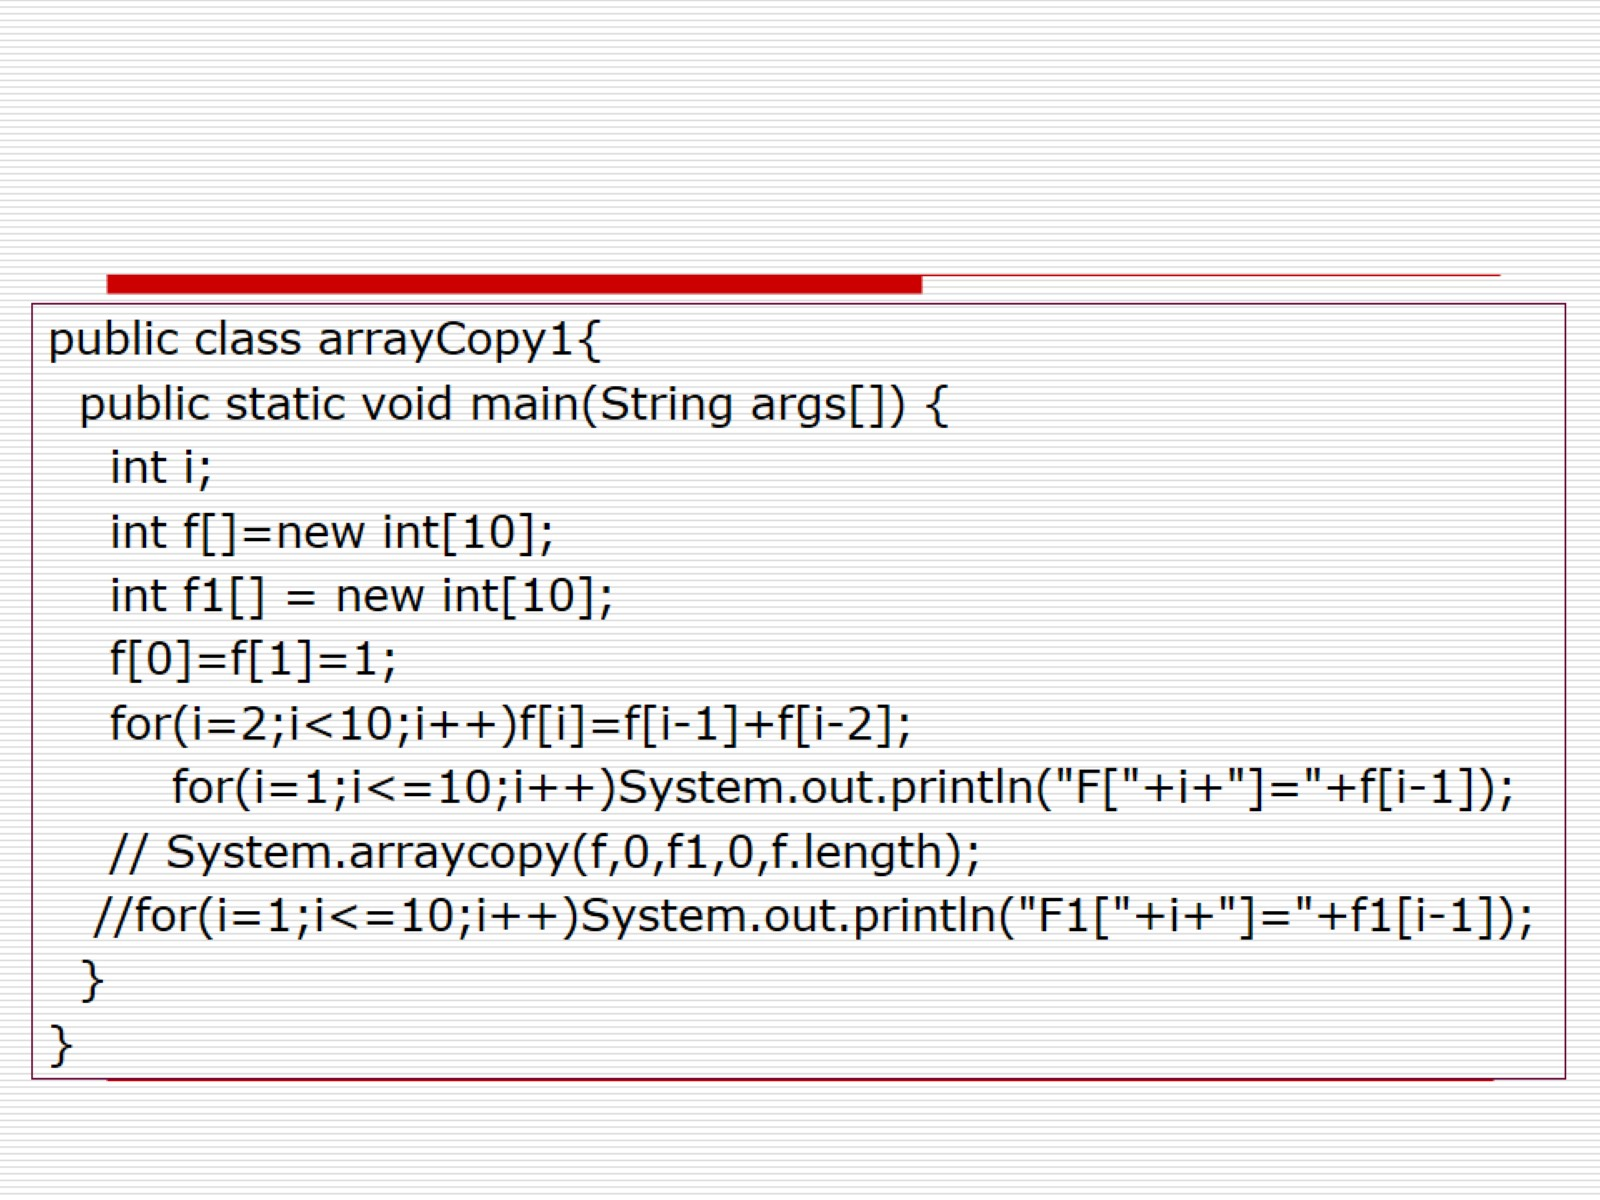 public class arrayCopy1{
public static void main(String args[]) {
int i;
int f[]=new int[10];
int f1[] = new int[10];
f[0]=f[1]=1;
for(i=2;i<10;i++)f[i]=f[i-1]+f[i-2];
for(i=1;i<=10;i++)System.out.println("F["+i+"]="+f[i-1]);
// System.arraycopy(f,0,f1,0,f.length);
//for(i=1;i<=10;i++)System.out.println("F1["+i+"]="+f1[i-1]);
}
}